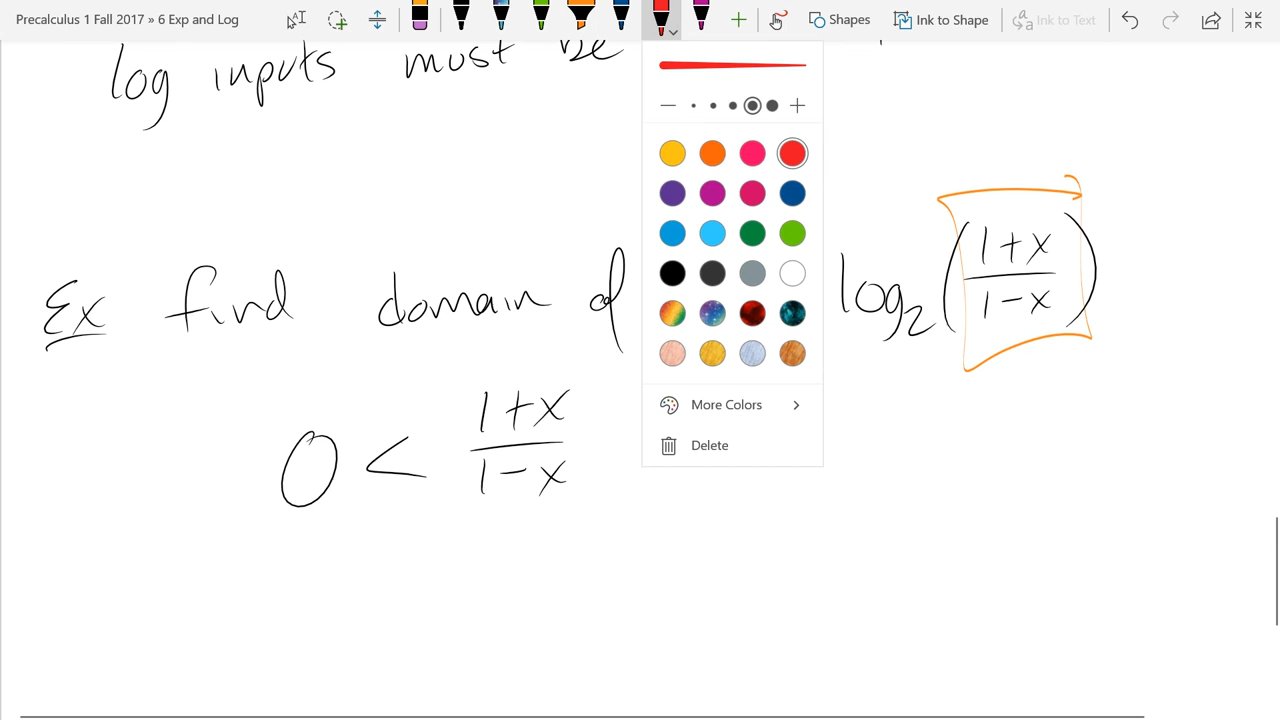 Precalculus 1 Fall 2017 » 6 Exp and Log
Shapes
Ink to Shape
Ink to Text
log inputs must be
Ex find domain of log₂(1+x / 1-x)
0 < 1+x / 1-x
More Colors
Delete